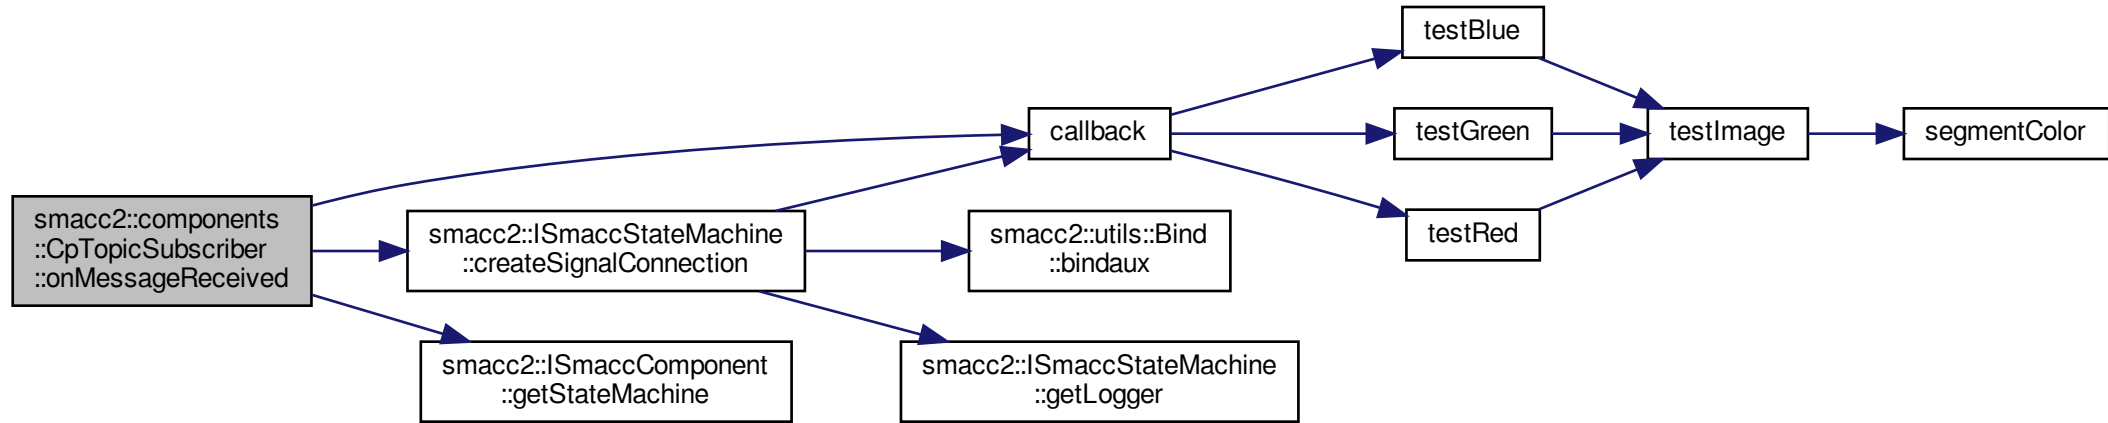 smacc2::components
::CpTopicSubscriber
::onMessageReceived
smacc2::ISmaccStateMachine
::createSignalConnection
smacc2::ISmaccComponent
::getStateMachine
callback
smacc2::utils::Bind
::bindaux
smacc2::ISmaccStateMachine
::getLogger
testBlue
testGreen
testRed
testImage
segmentColor